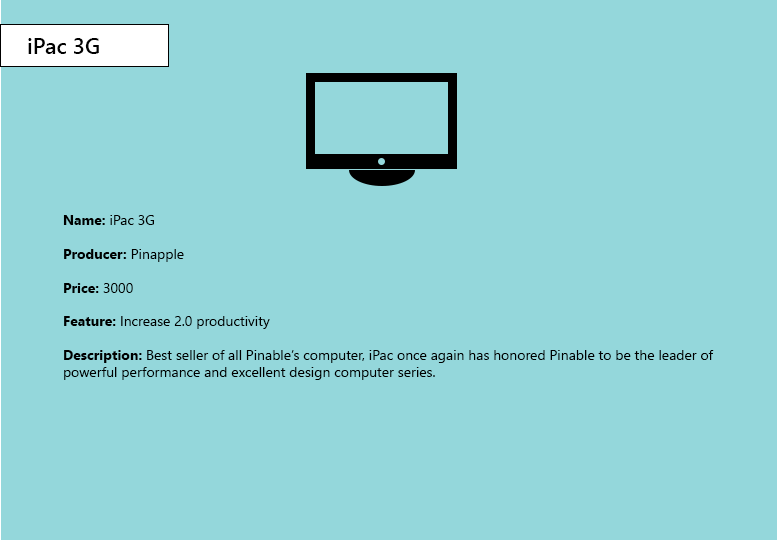 iPac 3G
Name: iPac 3G
Producer: Pinapple
Price: 3000
Feature: Increase 2.0 productivity
Description: Best seller of all Pinable's computer, iPac once again has honored Pinable to be the leader of
powerful performance and excellent design computer series.